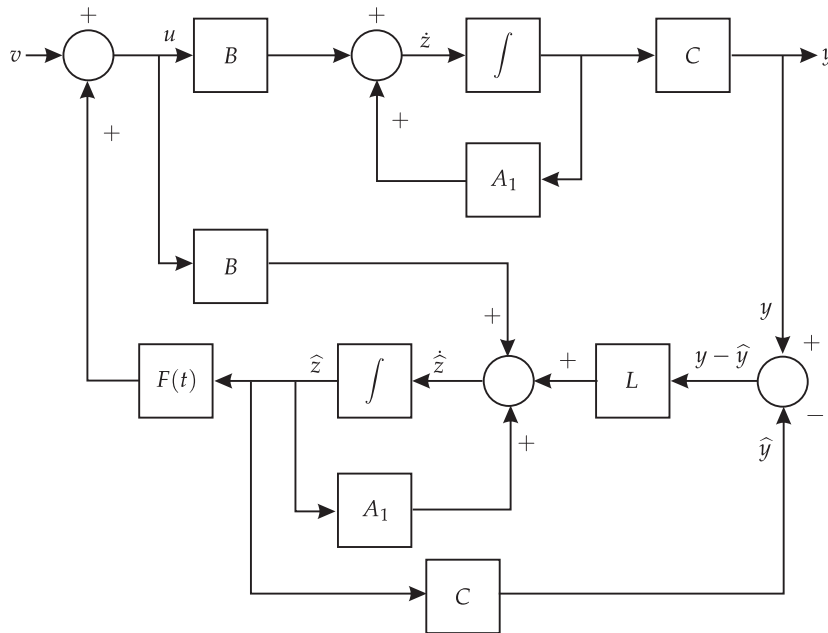 + +
v u B ż ∫ C y
+ + A₁
B
y
+ +
ẑ ẑ̇ + y − ŷ
F(t) ∫ L −
+ ŷ
A₁
C